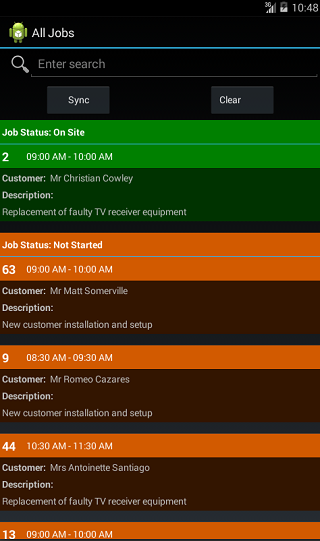 3G 10:48
All Jobs
Enter search
Sync Clear
Job Status: On Site
2 09:00 AM - 10:00 AM
Customer: Mr Christian Cowley
Description:
Replacement of faulty TV receiver equipment
Job Status: Not Started
63 09:00 AM - 10:00 AM
Customer: Mr Matt Somerville
Description:
New customer installation and setup
9 08:30 AM - 09:30 AM
Customer: Mr Romeo Cazares
Description:
New customer installation and setup
44 10:30 AM - 11:30 AM
Customer: Mrs Antoinette Santiago
Description:
Replacement of faulty TV receiver equipment
13 09:00 AM - 10:00 AM